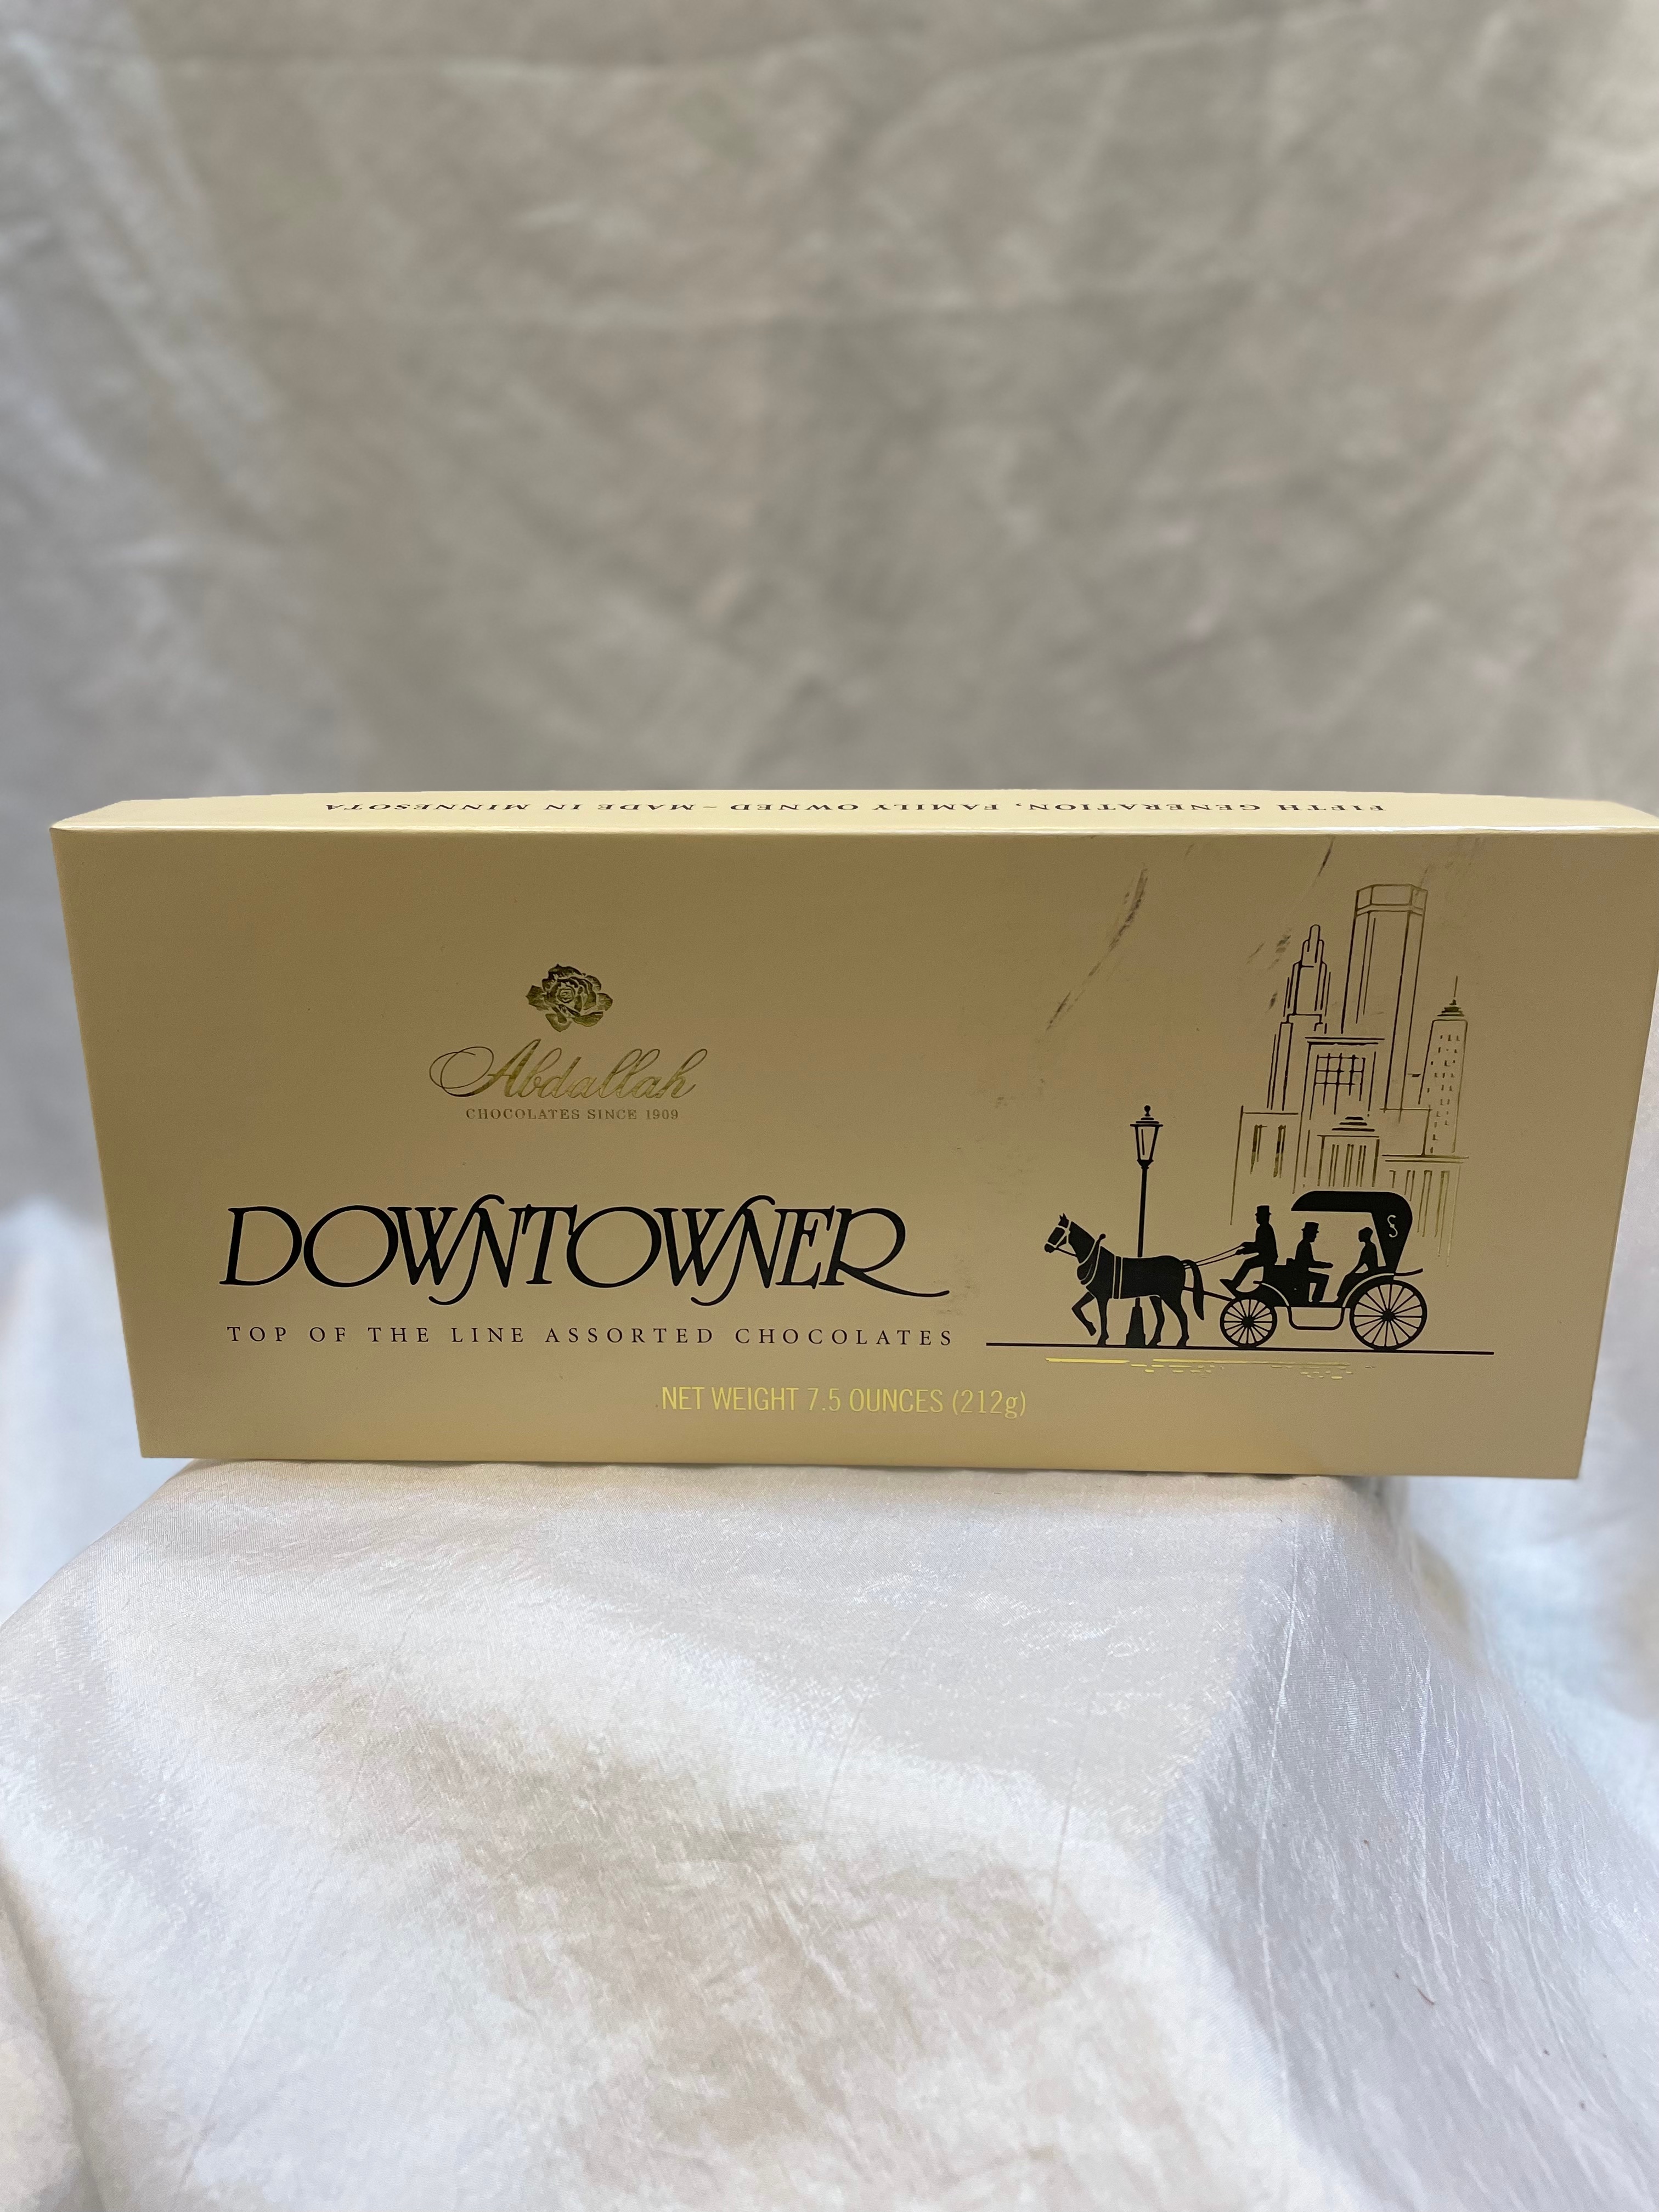 FIFTH GENERATION, FAMILY OWNED ~ MADE IN MINNESOTA
Abdallah
CHOCOLATES SINCE 1909
DOWNTOWNER
TOP OF THE LINE ASSORTED CHOCOLATES
S
NET WEIGHT 7.5 OUNCES (212g)